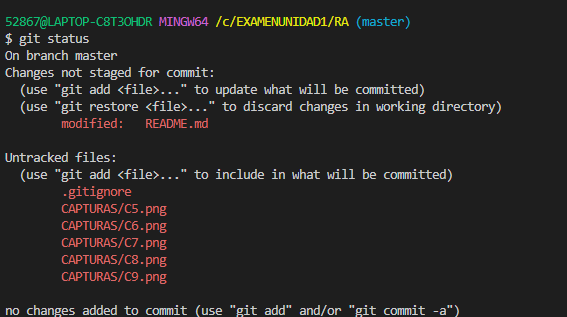 52867@LAPTOP-C8T3OHDR MINGW64 /c/EXAMENUNIDAD1/RA (master)
$ git status
On branch master
Changes not staged for commit:
  (use "git add <file>..." to update what will be committed)
  (use "git restore <file>..." to discard changes in working directory)
        modified:   README.md

Untracked files:
  (use "git add <file>..." to include in what will be committed)
        .gitignore
        CAPTURAS/C5.png
        CAPTURAS/C6.png
        CAPTURAS/C7.png
        CAPTURAS/C8.png
        CAPTURAS/C9.png

no changes added to commit (use "git add" and/or "git commit -a")